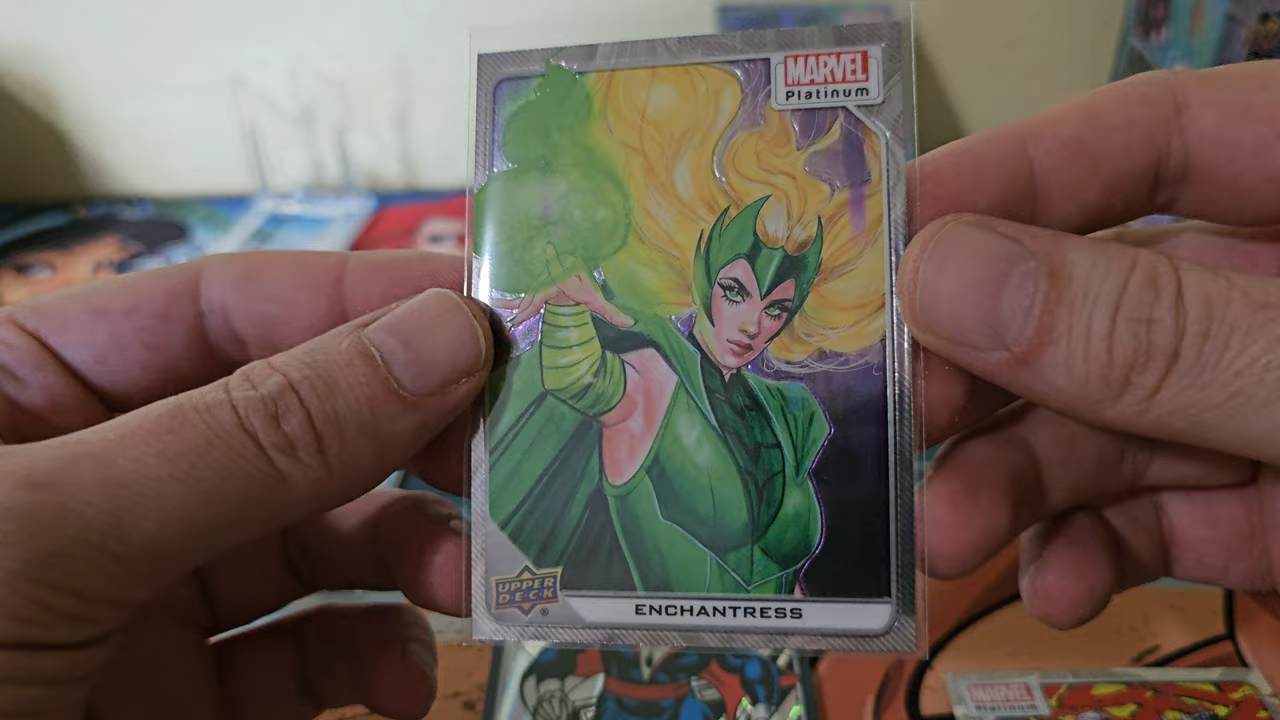 MARVEL
Platinum
UPPER
DECK
®
ENCHANTRESS
MARVEL
Platinum